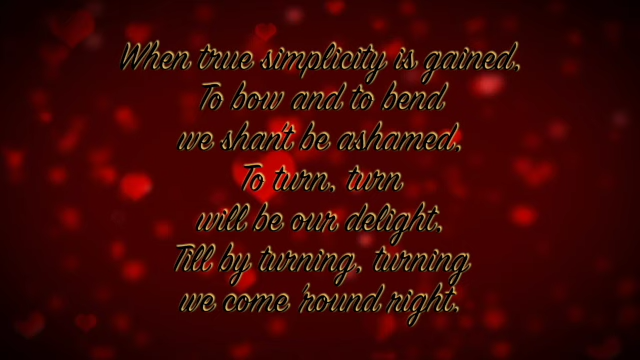 When true simplicity is gained,
To bow and to bend
we shan't be ashamed,
To turn, turn
will be our delight,
Till by turning, turning
we come 'round right.